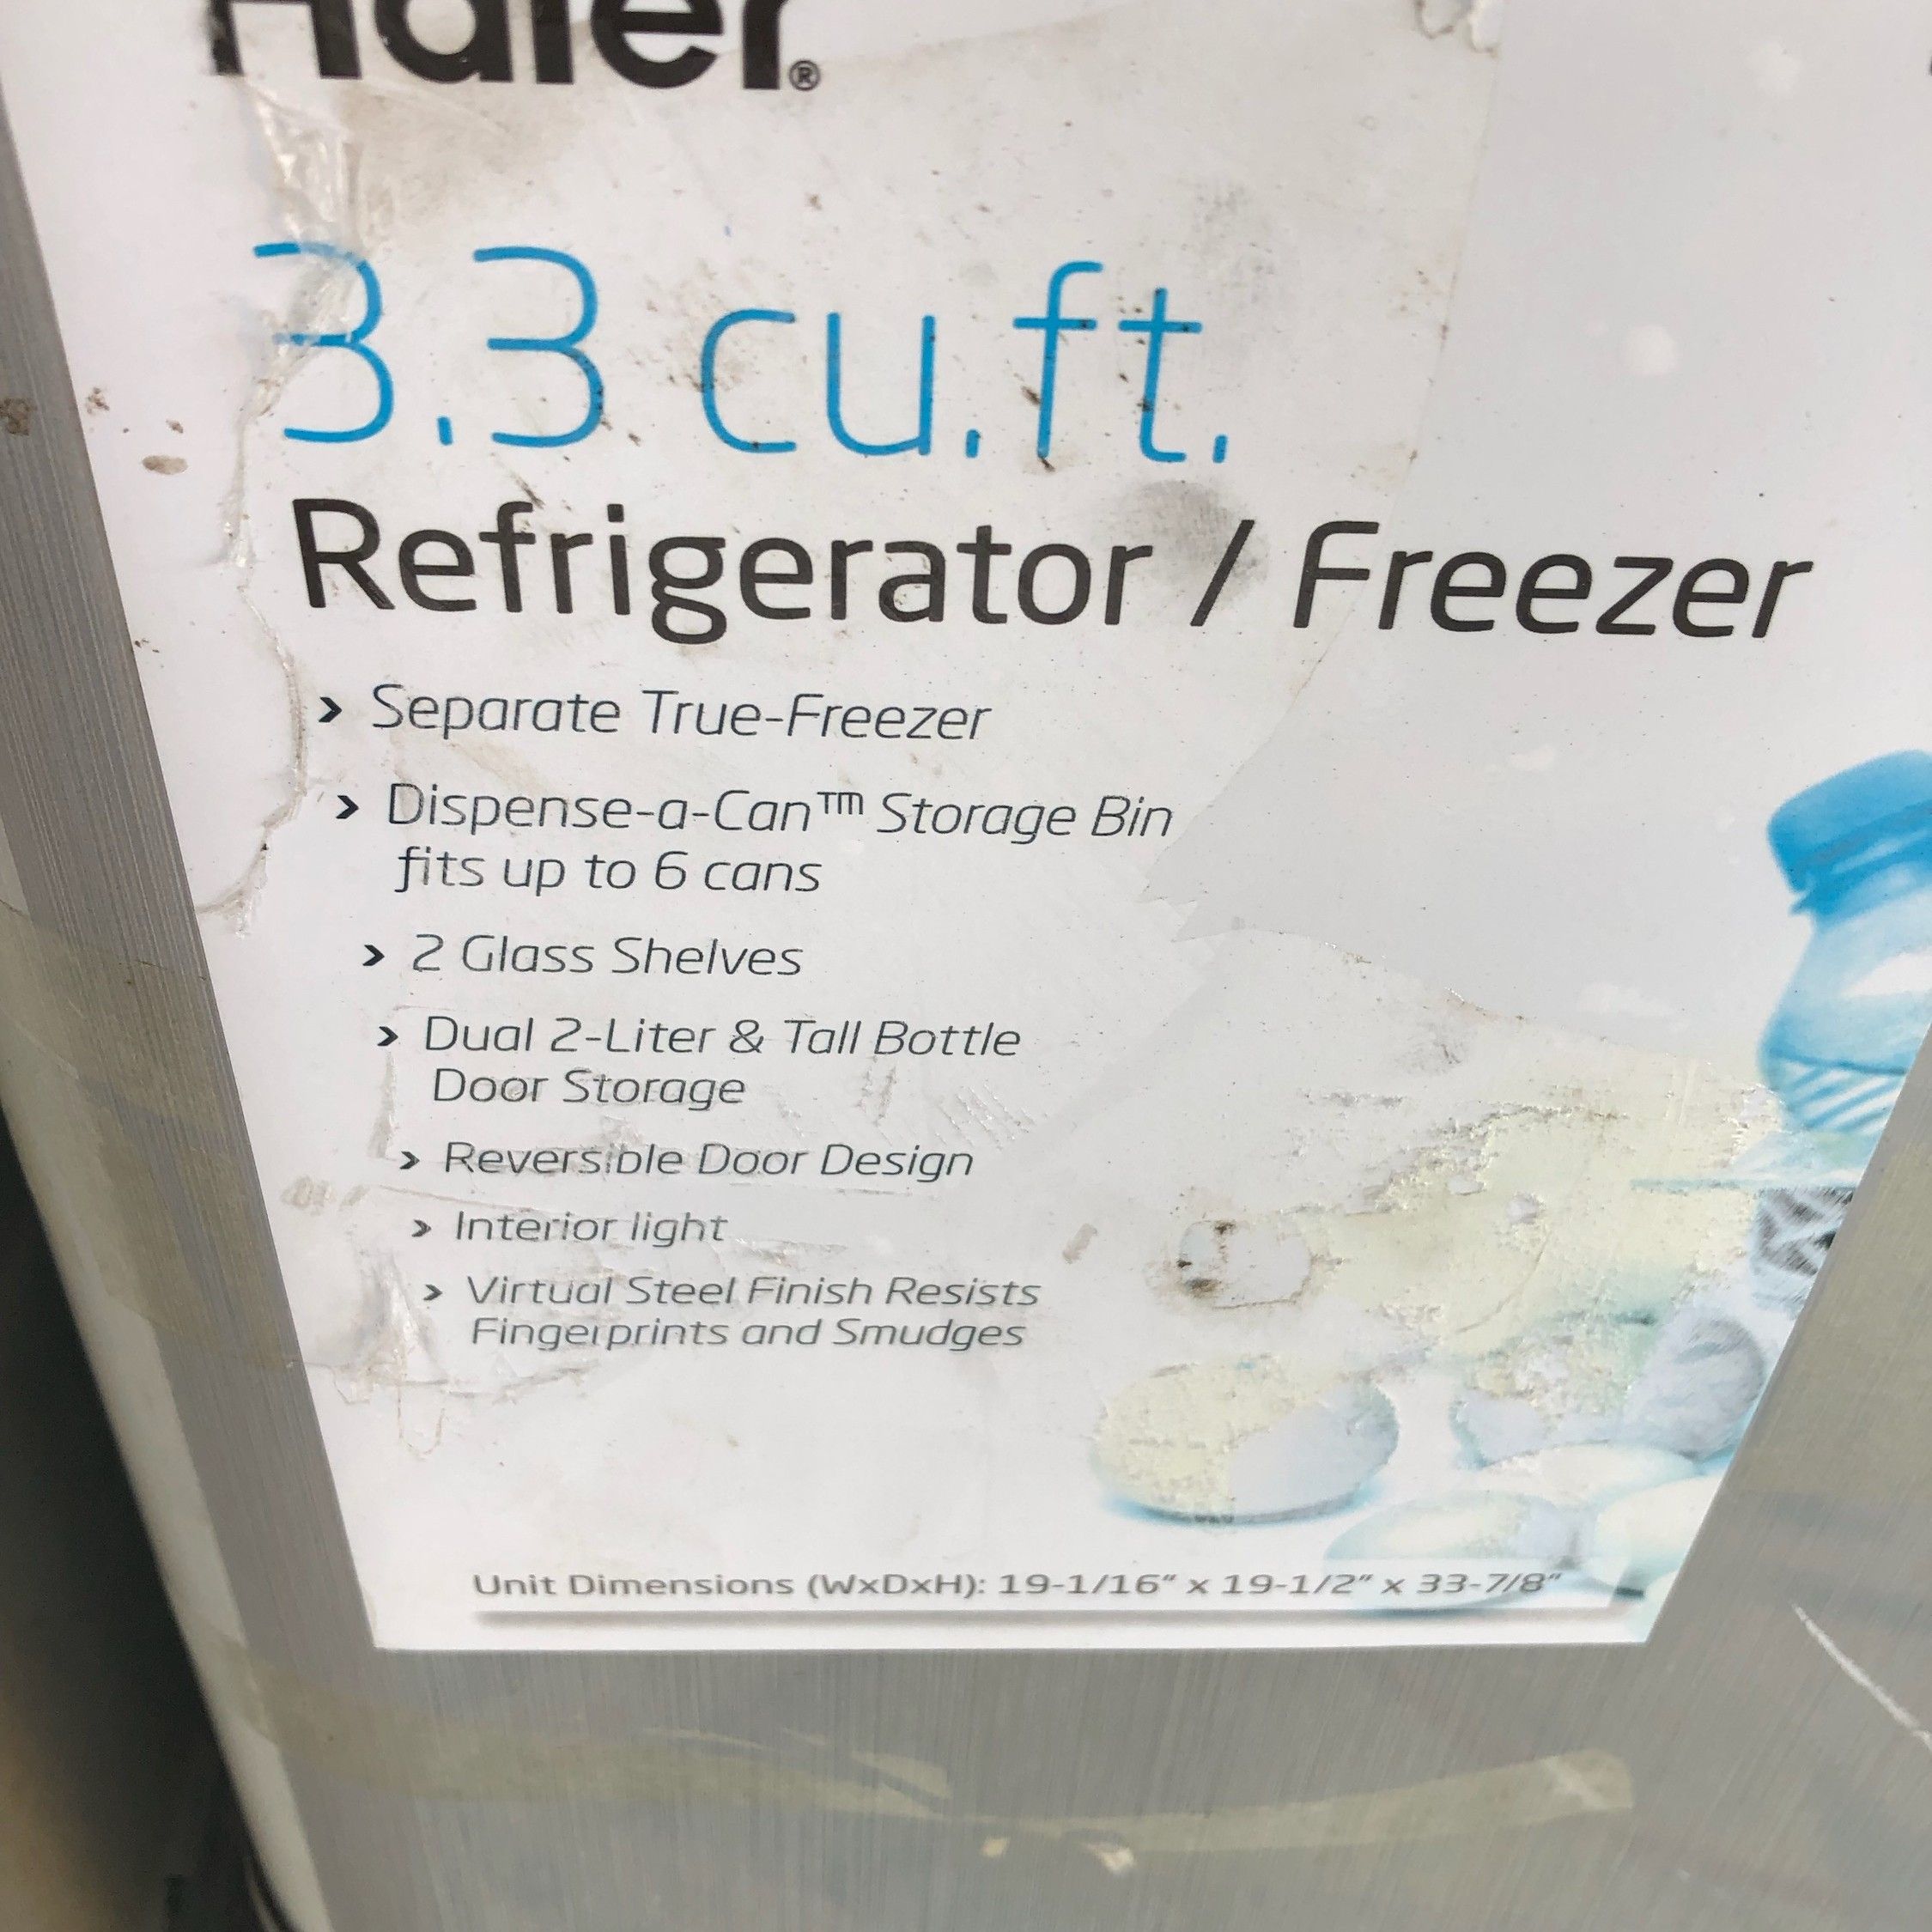 Haier®
3.3 cu.ft.
Refrigerator / Freezer
› Separate True-Freezer
› Dispense-a-Can™ Storage Bin
fits up to 6 cans
› 2 Glass Shelves
› Dual 2-Liter & Tall Bottle
Door Storage
› Reversible Door Design
› Interior light
› Virtual Steel Finish Resists
Fingerprints and Smudges
Unit Dimensions (WxDxH): 19-1/16" x 19-1/2" x 33-7/8"